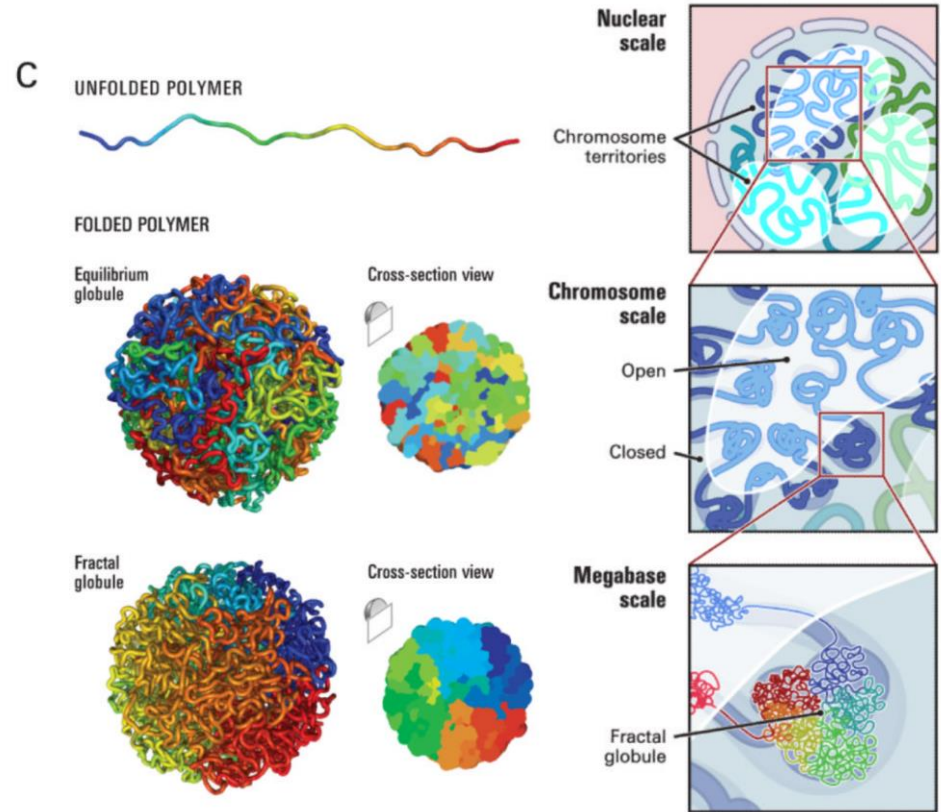 C
UNFOLDED POLYMER
FOLDED POLYMER
Equilibrium
globule
Cross-section view
Fractal
globule
Cross-section view
Nuclear
scale
Chromosome
territories
Chromosome
scale
Open
Closed
Megabase
scale
Fractal
globule